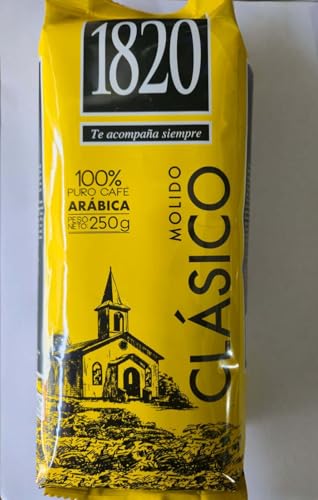 1820
Te acompaña siempre
100%
PURO CAFÉ
ARÁBICA
PESO
NETO: 250g
MOLIDO
CLÁSICO